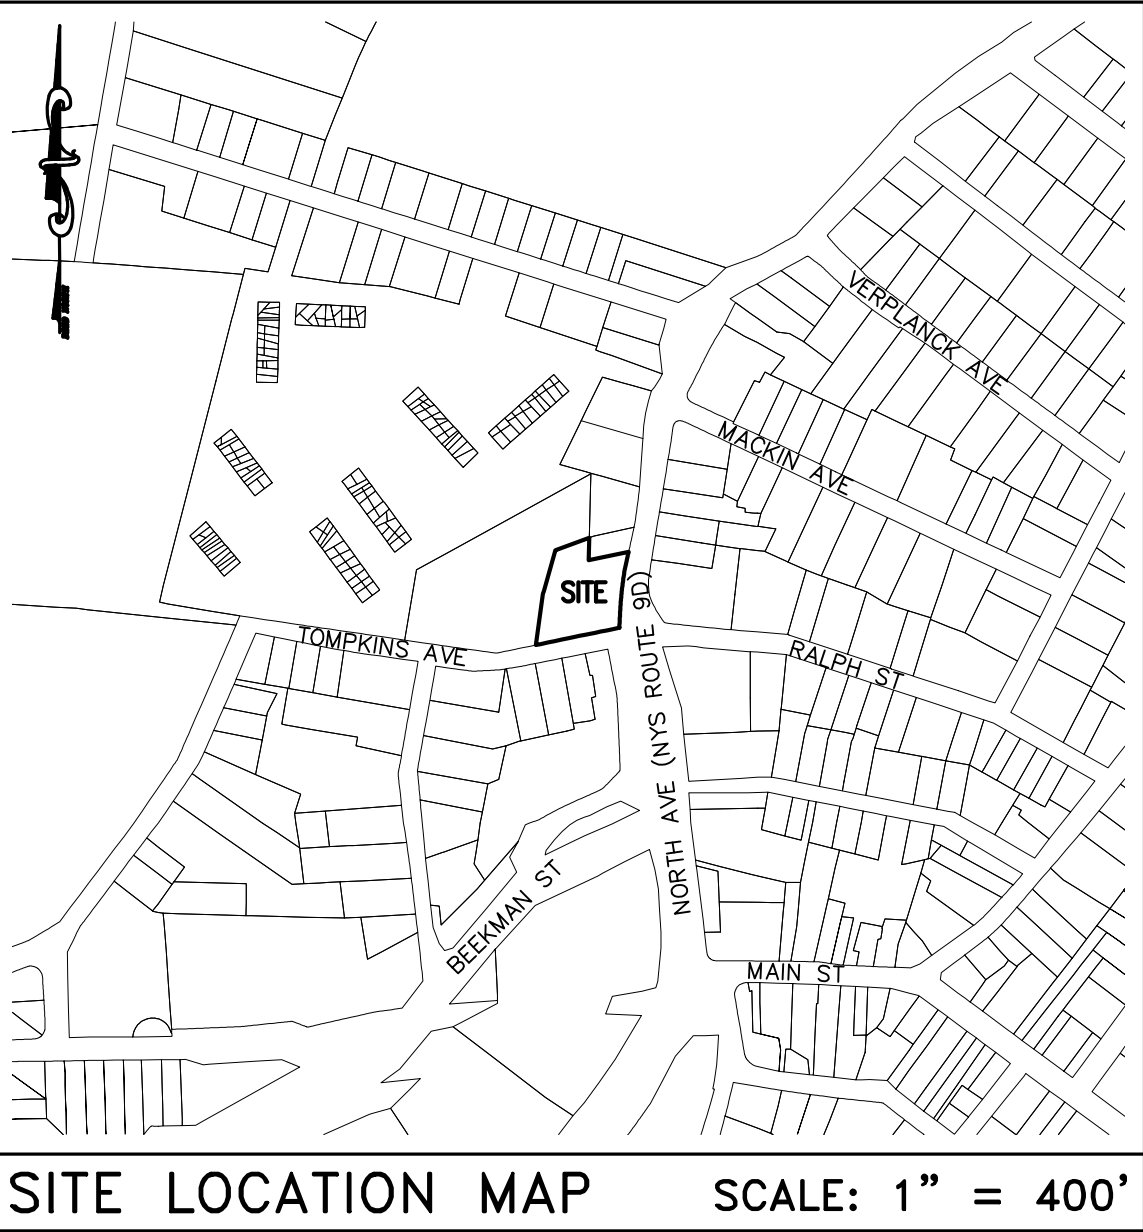 VERPLANCK AVE
MACKIN AVE
SITE
TOMPKINS AVE
RALPH ST
NORTH AVE (NYS ROUTE 9D)
BEEKMAN ST
MAIN ST
SITE LOCATION MAP
SCALE: 1" = 400'